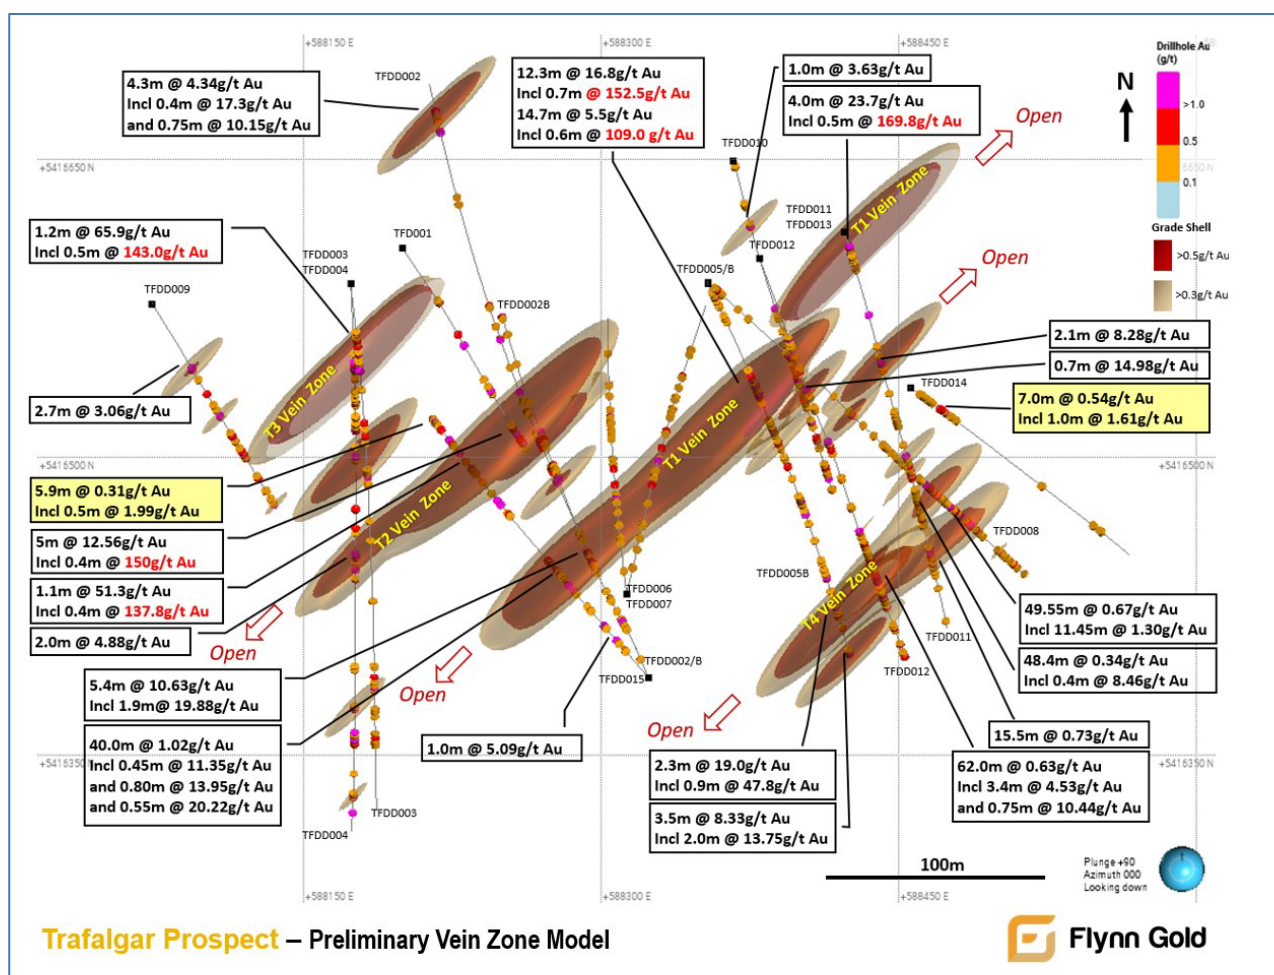 +588150 E
+588300 E
+588450 E
Drillhole Au
(g/t)
>1.0
0.5
0.1
Grade Shell
>0.5g/t Au
>0.3g/t Au
N
4.3m @ 4.34g/t Au
Incl 0.4m @ 17.3g/t Au
and 0.75m @ 10.15g/t Au
TFDD002
12.3m @ 16.8g/t Au
Incl 0.7m @ 152.5g/t Au
14.7m @ 5.5g/t Au
Incl 0.6m @ 109.0 g/t Au
1.0m @ 3.63g/t Au
4.0m @ 23.7g/t Au
Incl 0.5m @ 169.8g/t Au
Open
+5416650 N
TFDD010
T1 Vein Zone
1.2m @ 65.9g/t Au
Incl 0.5m @ 143.0g/t Au
TFD001
TFDD003
TFDD004
TFDD011
TFDD013
TFDD012
TFDD005/B
Open
TFDD009
TFDD002B
2.1m @ 8.28g/t Au
0.7m @ 14.98g/t Au
TFDD014
7.0m @ 0.54g/t Au
Incl 1.0m @ 1.61g/t Au
2.7m @ 3.06g/t Au
T3 Vein Zone
T1 Vein Zone
+5416500 N
5.9m @ 0.31g/t Au
Incl 0.5m @ 1.99g/t Au
T2 Vein Zone
5m @ 12.56g/t Au
Incl 0.4m @ 150g/t Au
TFDD008
1.1m @ 51.3g/t Au
Incl 0.4m @ 137.8g/t Au
TFDD005B
T4 Vein Zone
TFDD006
TFDD007
49.55m @ 0.67g/t Au
Incl 11.45m @ 1.30g/t Au
2.0m @ 4.88g/t Au
Open
TFDD011
48.4m @ 0.34g/t Au
Incl 0.4m @ 8.46g/t Au
TFDD002/B
TFDD015
TFDD012
5.4m @ 10.63g/t Au
Incl 1.9m@ 19.88g/t Au
Open
Open
15.5m @ 0.73g/t Au
40.0m @ 1.02g/t Au
Incl 0.45m @ 11.35g/t Au
and 0.80m @ 13.95g/t Au
and 0.55m @ 20.22g/t Au
1.0m @ 5.09g/t Au
2.3m @ 19.0g/t Au
Incl 0.9m @ 47.8g/t Au
62.0m @ 0.63g/t Au
Incl 3.4m @ 4.53g/t Au
and 0.75m @ 10.44g/t Au
+5416350 N
+5416350 N
3.5m @ 8.33g/t Au
Incl 2.0m @ 13.75g/t Au
TFDD003
TFDD004
100m
Plunge +90
Azimuth 000
Looking down
+588150 E
+588300 E
+588450 E
Trafalgar Prospect – Preliminary Vein Zone Model
Flynn Gold